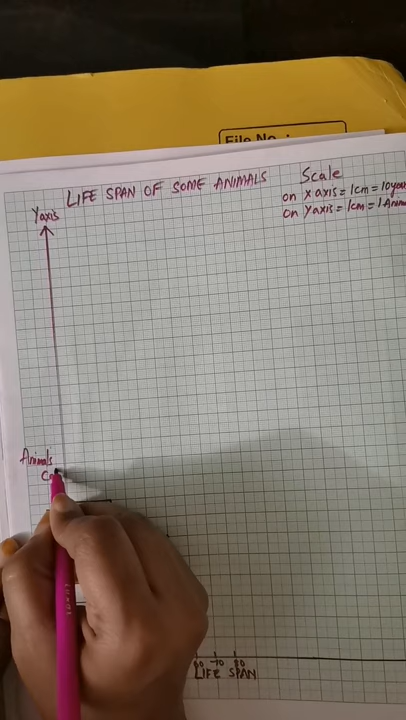 File No. :
LIFE SPAN OF SOME ANIMALS
Scale
on x axis = 1cm = 10
on Y axis = 1cm = 1
Yaxis
Animals
60 70 80
LIFE SPAN